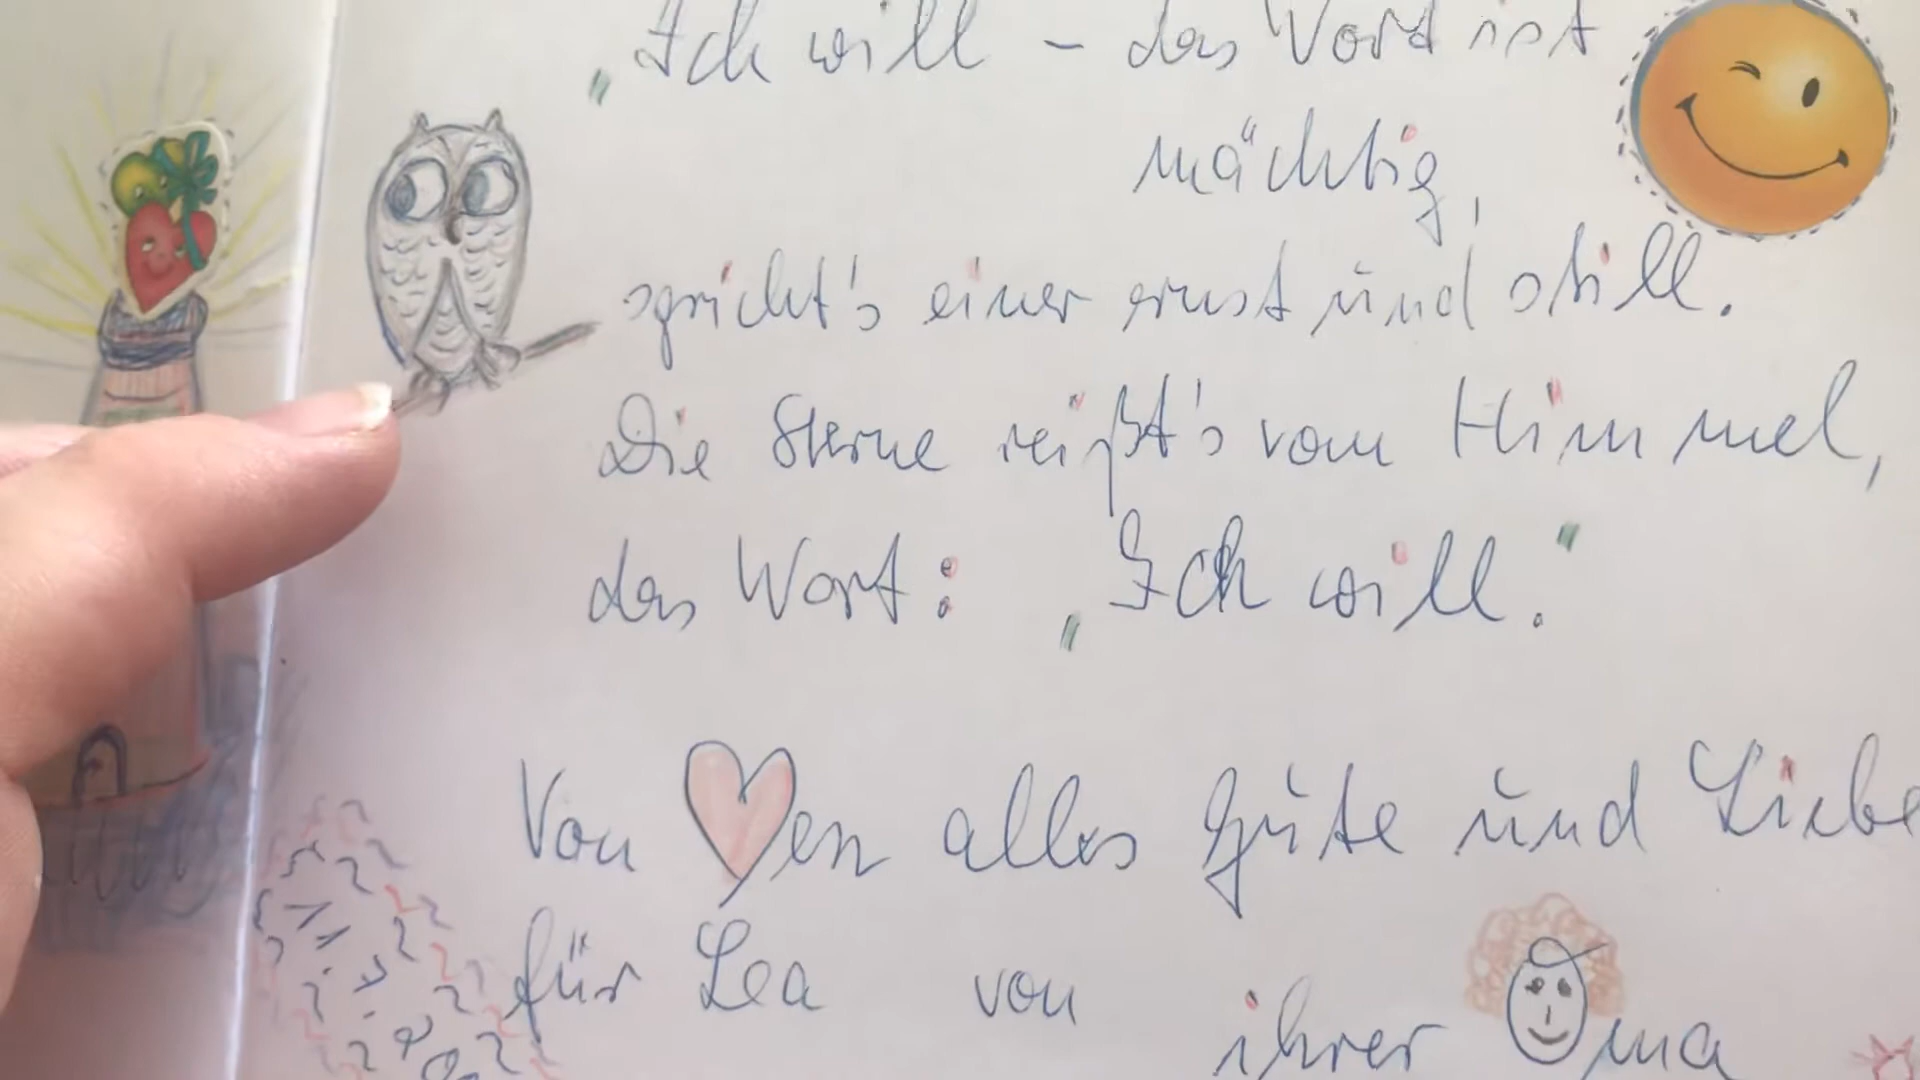 „Ich will – das Wort ist
mächtig,
spricht's einer ernst und still.
Die Sterne reißt's vom Himmel,
das Wort: „Ich will."
Von ♥en alles Gute und Liebe
für Lea von ihrer Oma